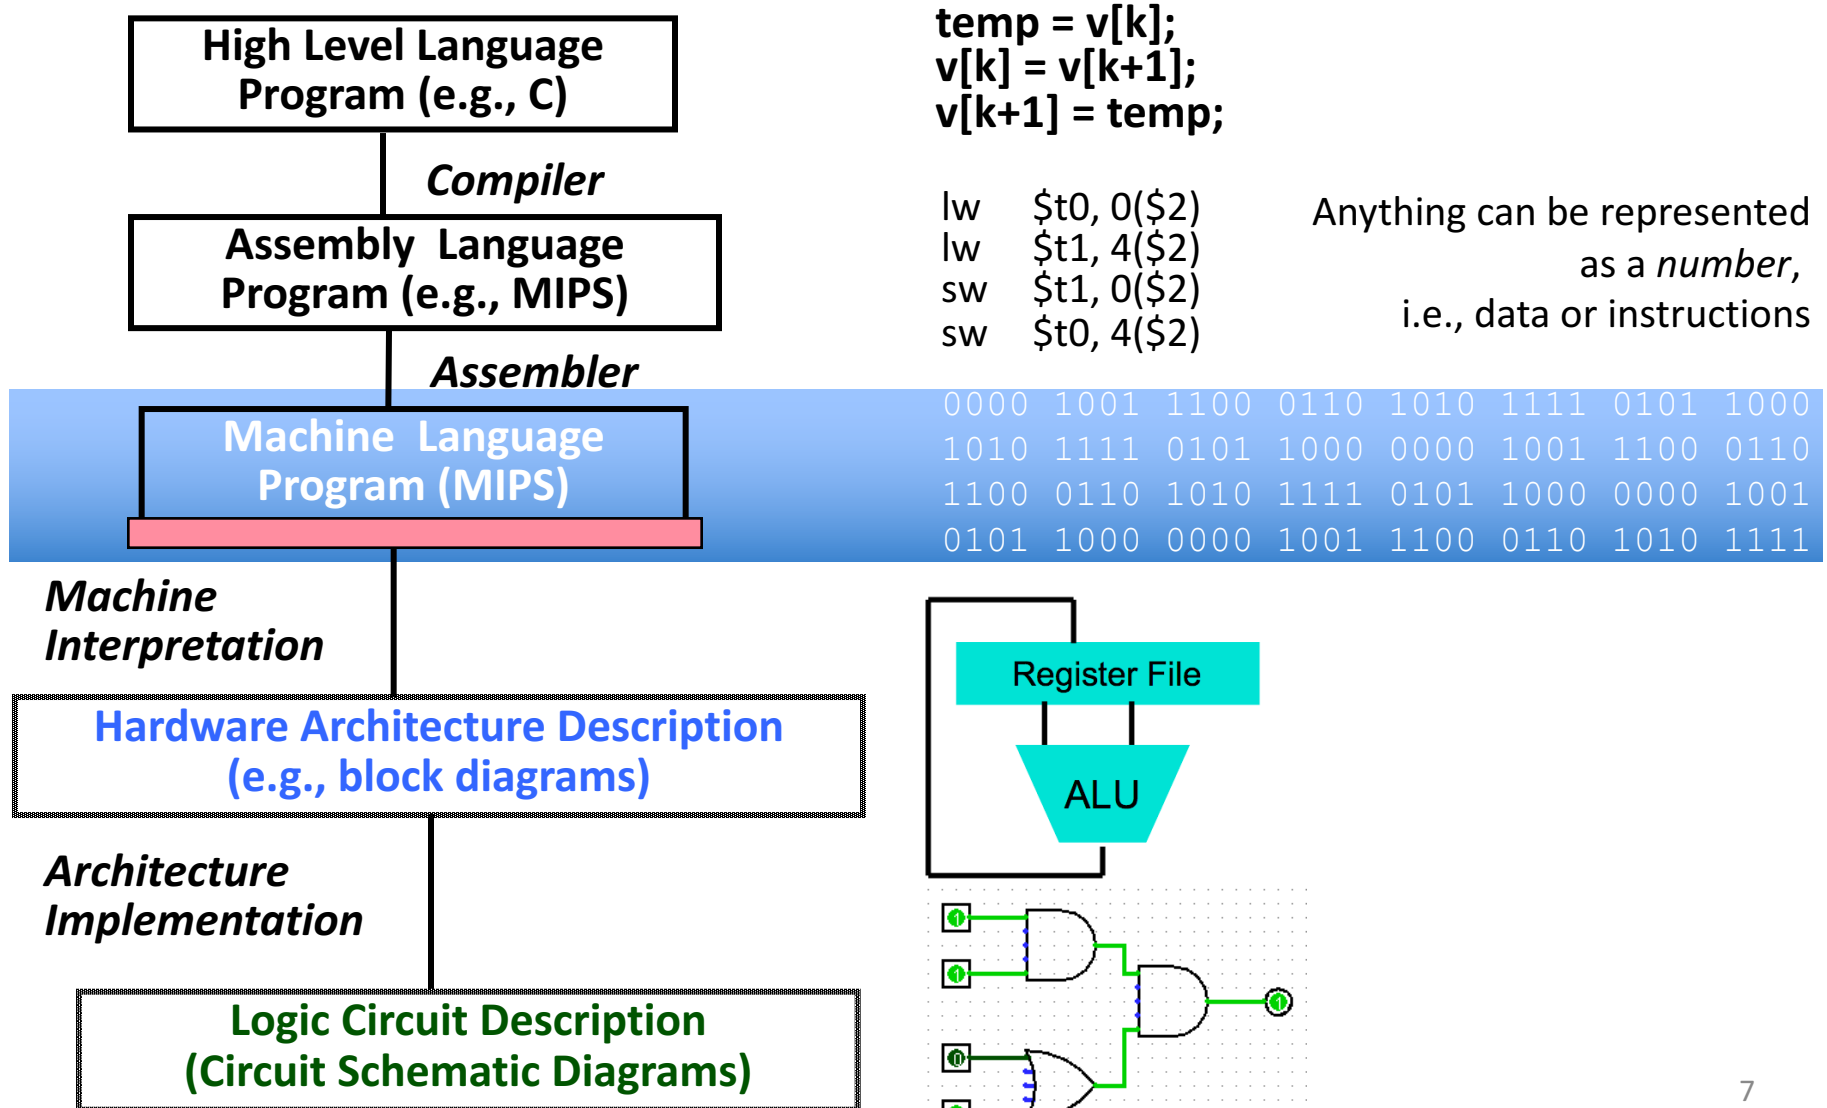 High Level Language
Program (e.g., C)
temp = v[k];
v[k] = v[k+1];
v[k+1] = temp;
Compiler
Assembly Language
Program (e.g., MIPS)
lw $t0, 0($2)
lw $t1, 4($2)
sw $t1, 0($2)
sw $t0, 4($2)
Anything can be represented
as a number,
i.e., data or instructions
Assembler
Machine Language
Program (MIPS)
0000 1001 1100 0110 1010 1111 0101 1000
1010 1111 0101 1000 0000 1001 1100 0110
1100 0110 1010 1111 0101 1000 0000 1001
0101 1000 0000 1001 1100 0110 1010 1111
Machine
Interpretation
Register File
ALU
Hardware Architecture Description
(e.g., block diagrams)
Architecture
Implementation
1
1
1
0
Logic Circuit Description
(Circuit Schematic Diagrams)
7